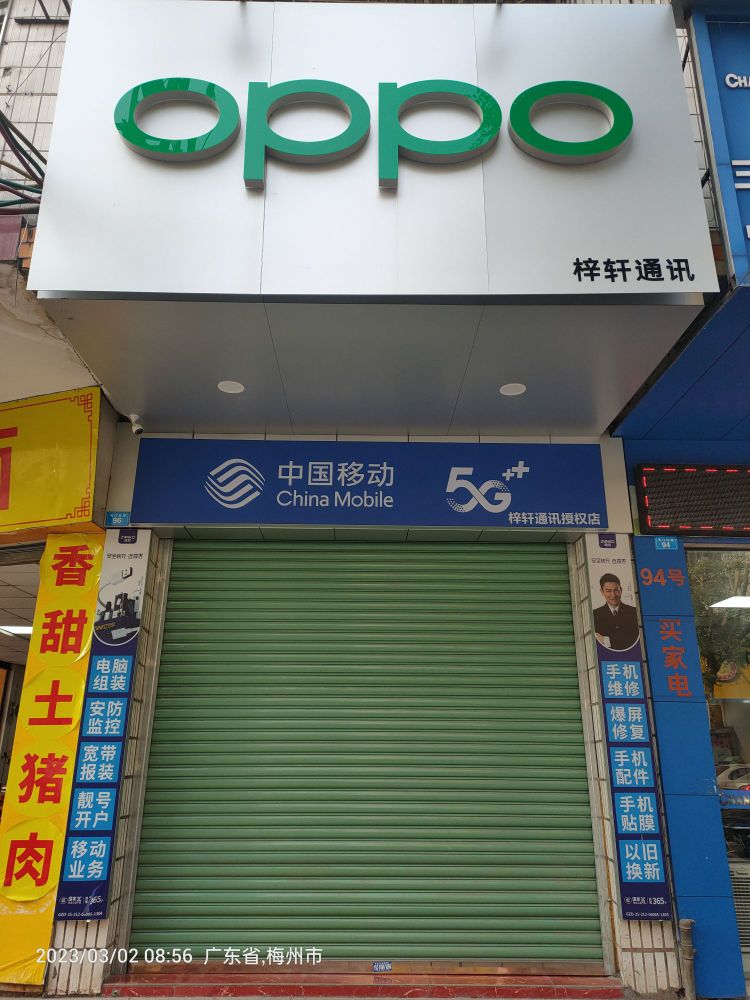 oppo
梓轩通讯
中国移动
China Mobile
5G++
梓轩通讯授权店
96
94
94号
买家电
香甜土猪肉
电脑
组装
安防
监控
宽带
报装
靓号
开户
移动
业务
手机
维修
爆屏
修复
手机
配件
手机
贴膜
以旧
换新
2023/03/02 08:56 广东省,梅州市